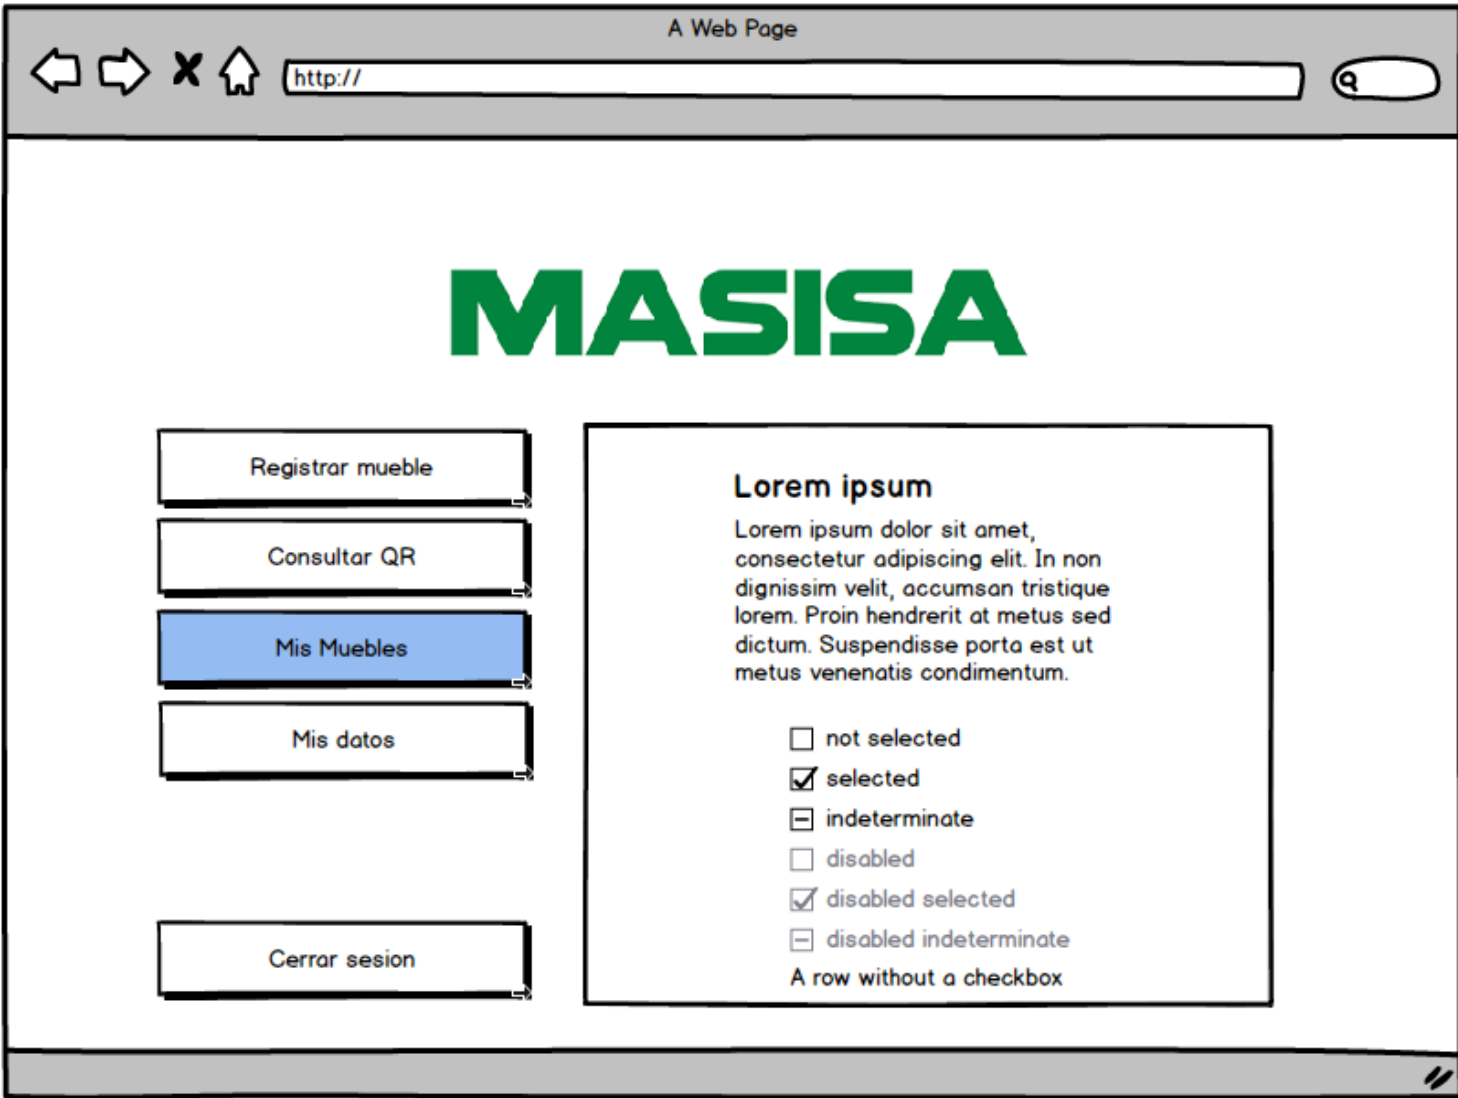 A Web Page
http://
MASISA
Registrar mueble
Consultar QR
Mis Muebles
Mis datos
Cerrar sesion
Lorem ipsum
Lorem ipsum dolor sit amet,
consectetur adipiscing elit. In non
dignissim velit, accumsan tristique
lorem. Proin hendrerit at metus sed
dictum. Suspendisse porta est ut
metus venenatis condimentum.
not selected
selected
indeterminate
disabled
disabled selected
disabled indeterminate
A row without a checkbox